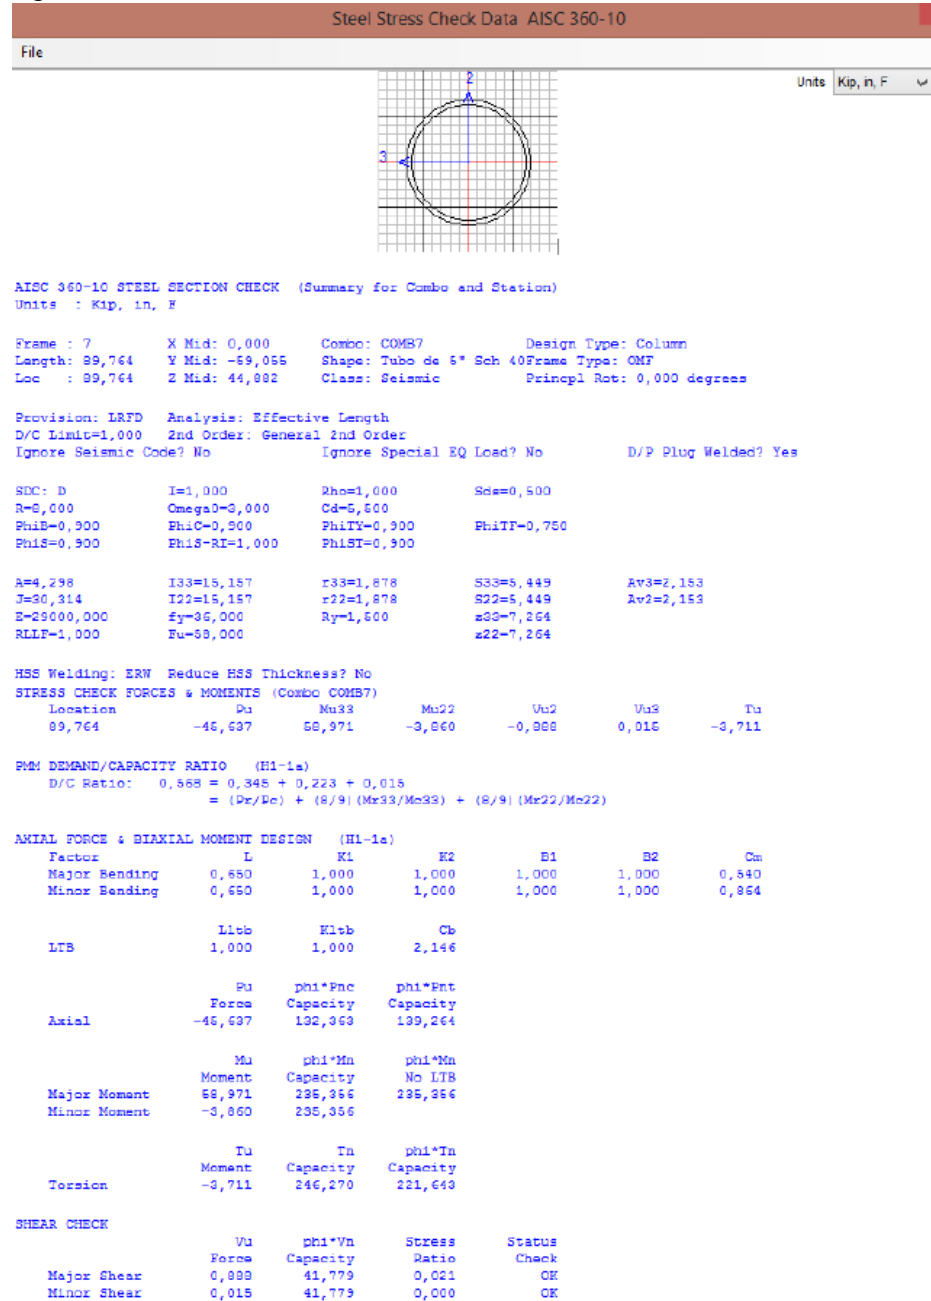 Steel Stress Check Data AISC 360-10
File
Units Kip, in, F
2
3
AISC 360-10 STEEL SECTION CHECK (Summary for Combo and Station)
Units : Kip, in, F
Frame : 7 X Mid: 0,000 Combo: COMB7 Design Type: Column
Length: 89,764 Y Mid: -59,055 Shape: Tubo de 5" Sch 40Frame Type: OMF
Loc : 89,764 Z Mid: 44,882 Class: Seismic Princpl Rot: 0,000 degrees
Provision: LRFD Analysis: Effective Length
D/C Limit=1,000 2nd Order: General 2nd Order
Ignore Seismic Code? No Ignore Special EQ Load? No D/P Plug Welded? Yes
SDC: D I=1,000 Rho=1,000 Sds=0,500
R=8,000 Omega0=3,000 Cd=5,500
PhiB=0,900 PhiC=0,900 PhiTY=0,900 PhiTF=0,750
PhiS=0,900 PhiS-RI=1,000 PhiST=0,900
A=4,298 I33=15,157 r33=1,878 S33=5,449 Av3=2,153
J=30,314 I22=15,157 r22=1,878 S22=5,449 Av2=2,153
E=29000,000 fy=36,000 Ry=1,500 z33=7,264
RLLF=1,000 Fu=58,000 z22=7,264
HSS Welding: ERW Reduce HSS Thickness? No
STRESS CHECK FORCES & MOMENTS (Combo COMB7)
Location Pu Mu33 Mu22 Vu2 Vu3 Tu
89,764 -45,637 58,971 -3,860 -0,888 0,015 -3,711
PMM DEMAND/CAPACITY RATIO (H1-1a)
D/C Ratio: 0,568 = 0,345 + 0,223 + 0,015
= (Pr/Pc) + (8/9)(Mr33/Mc33) + (8/9)(Mr22/Mc22)
AXIAL FORCE & BIAXIAL MOMENT DESIGN (H1-1a)
Factor L K1 K2 B1 B2 Cm
Major Bending 0,650 1,000 1,000 1,000 1,000 0,540
Minor Bending 0,650 1,000 1,000 1,000 1,000 0,864
Lltb Kltb Cb
LTB 1,000 1,000 2,146
Pu phi*Pnc phi*Pnt
Force Capacity Capacity
Axial -45,637 132,363 139,264
Mu phi*Mn phi*Mn
Moment Capacity No LTB
Major Moment 58,971 235,356 235,356
Minor Moment -3,860 235,356
Tu Tn phi*Tn
Moment Capacity Capacity
Torsion -3,711 246,270 221,643
SHEAR CHECK
Vu phi*Vn Stress Status
Force Capacity Ratio Check
Major Shear 0,888 41,779 0,021 OK
Minor Shear 0,015 41,779 0,000 OK